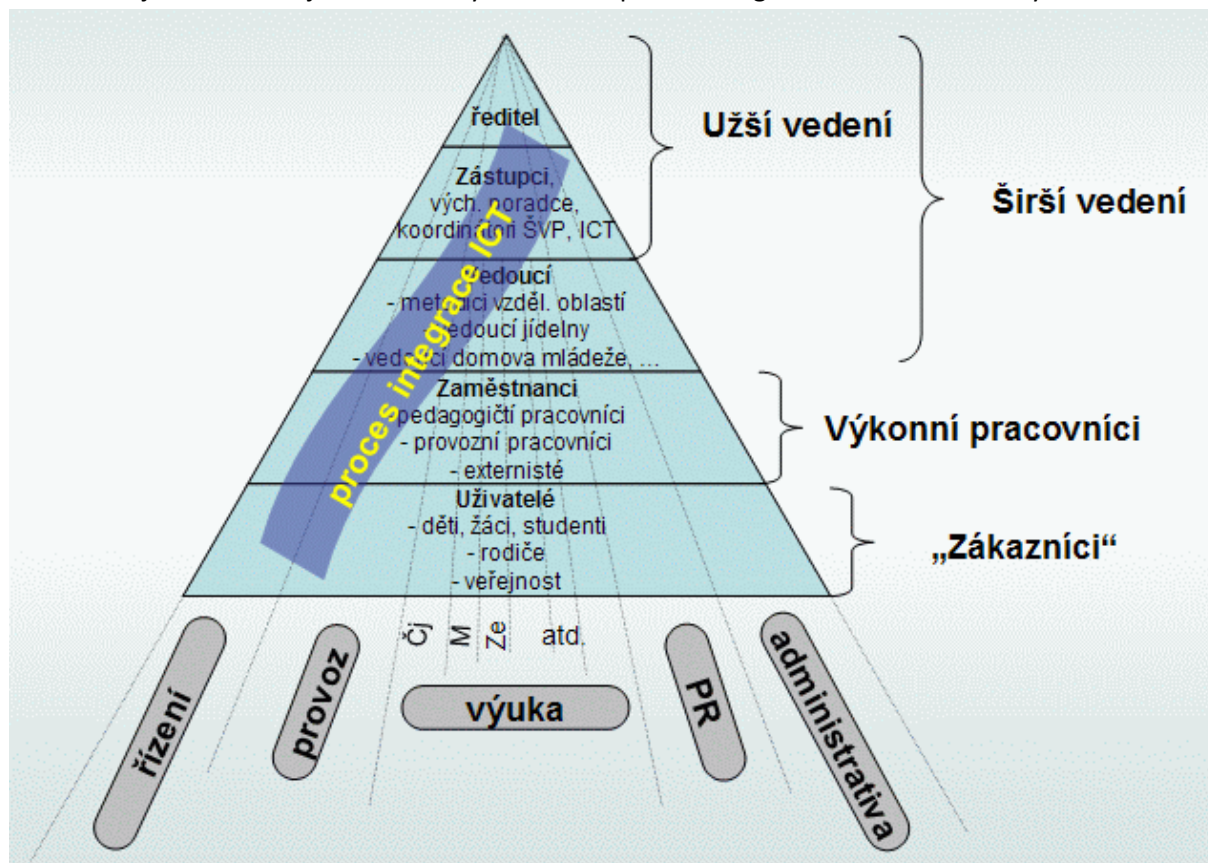 ředitel
Zástupci,
vých. poradce,
koordinátoři ŠVP, ICT
Vedoucí
- metodici vzděl. oblastí
- vedoucí jídelny
- vedoucí domova mládeže, ...
Zaměstnanci
- pedagogičtí pracovníci
- provozní pracovníci
- externisté
Uživatelé
- děti, žáci, studenti
- rodiče
- veřejnost
proces integrace ICT
Užší vedení
Širší vedení
Výkonní pracovníci
„Zákazníci“
Čj
M
Ze
atd.
řízení
provoz
výuka
PR
administrativa